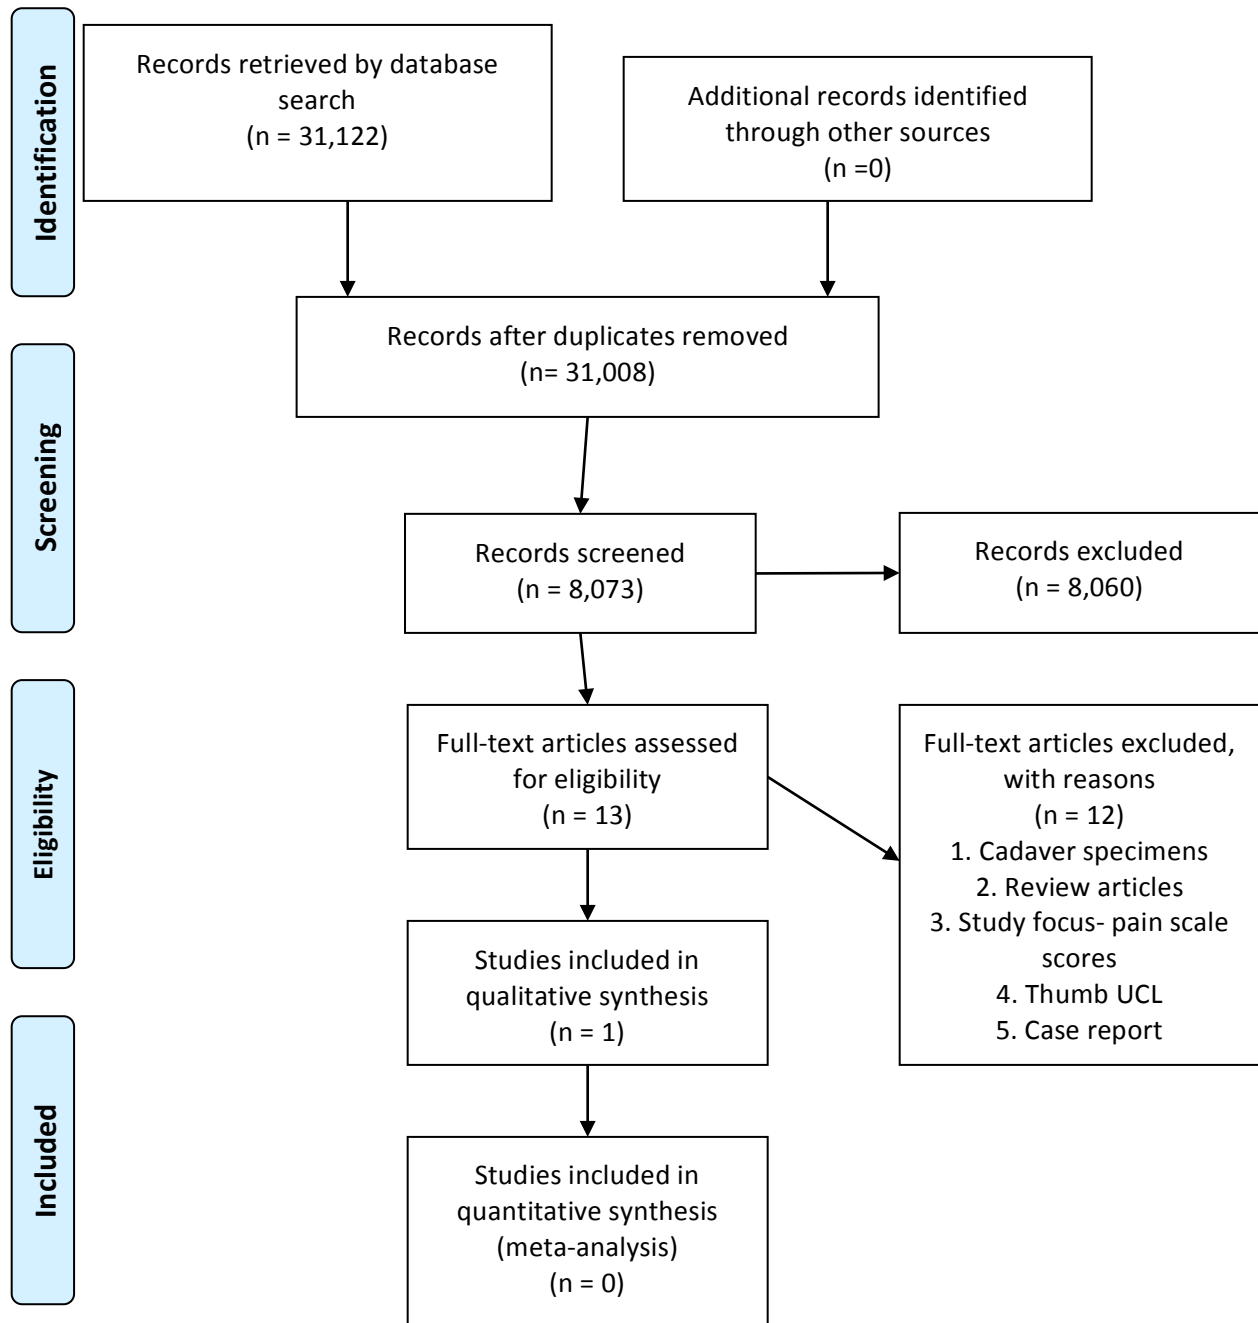 Identification
Records retrieved by database
search
(n = 31,122)
Additional records identified
through other sources
(n =0)
Records after duplicates removed
(n= 31,008)
Screening
Records screened
(n = 8,073)
Records excluded
(n = 8,060)
Eligibility
Full-text articles assessed
for eligibility
(n = 13)
Full-text articles excluded,
with reasons
(n = 12)
1. Cadaver specimens
2. Review articles
3. Study focus- pain scale
scores
4. Thumb UCL
5. Case report
Studies included in
qualitative synthesis
(n = 1)
Included
Studies included in
quantitative synthesis
(meta-analysis)
(n = 0)